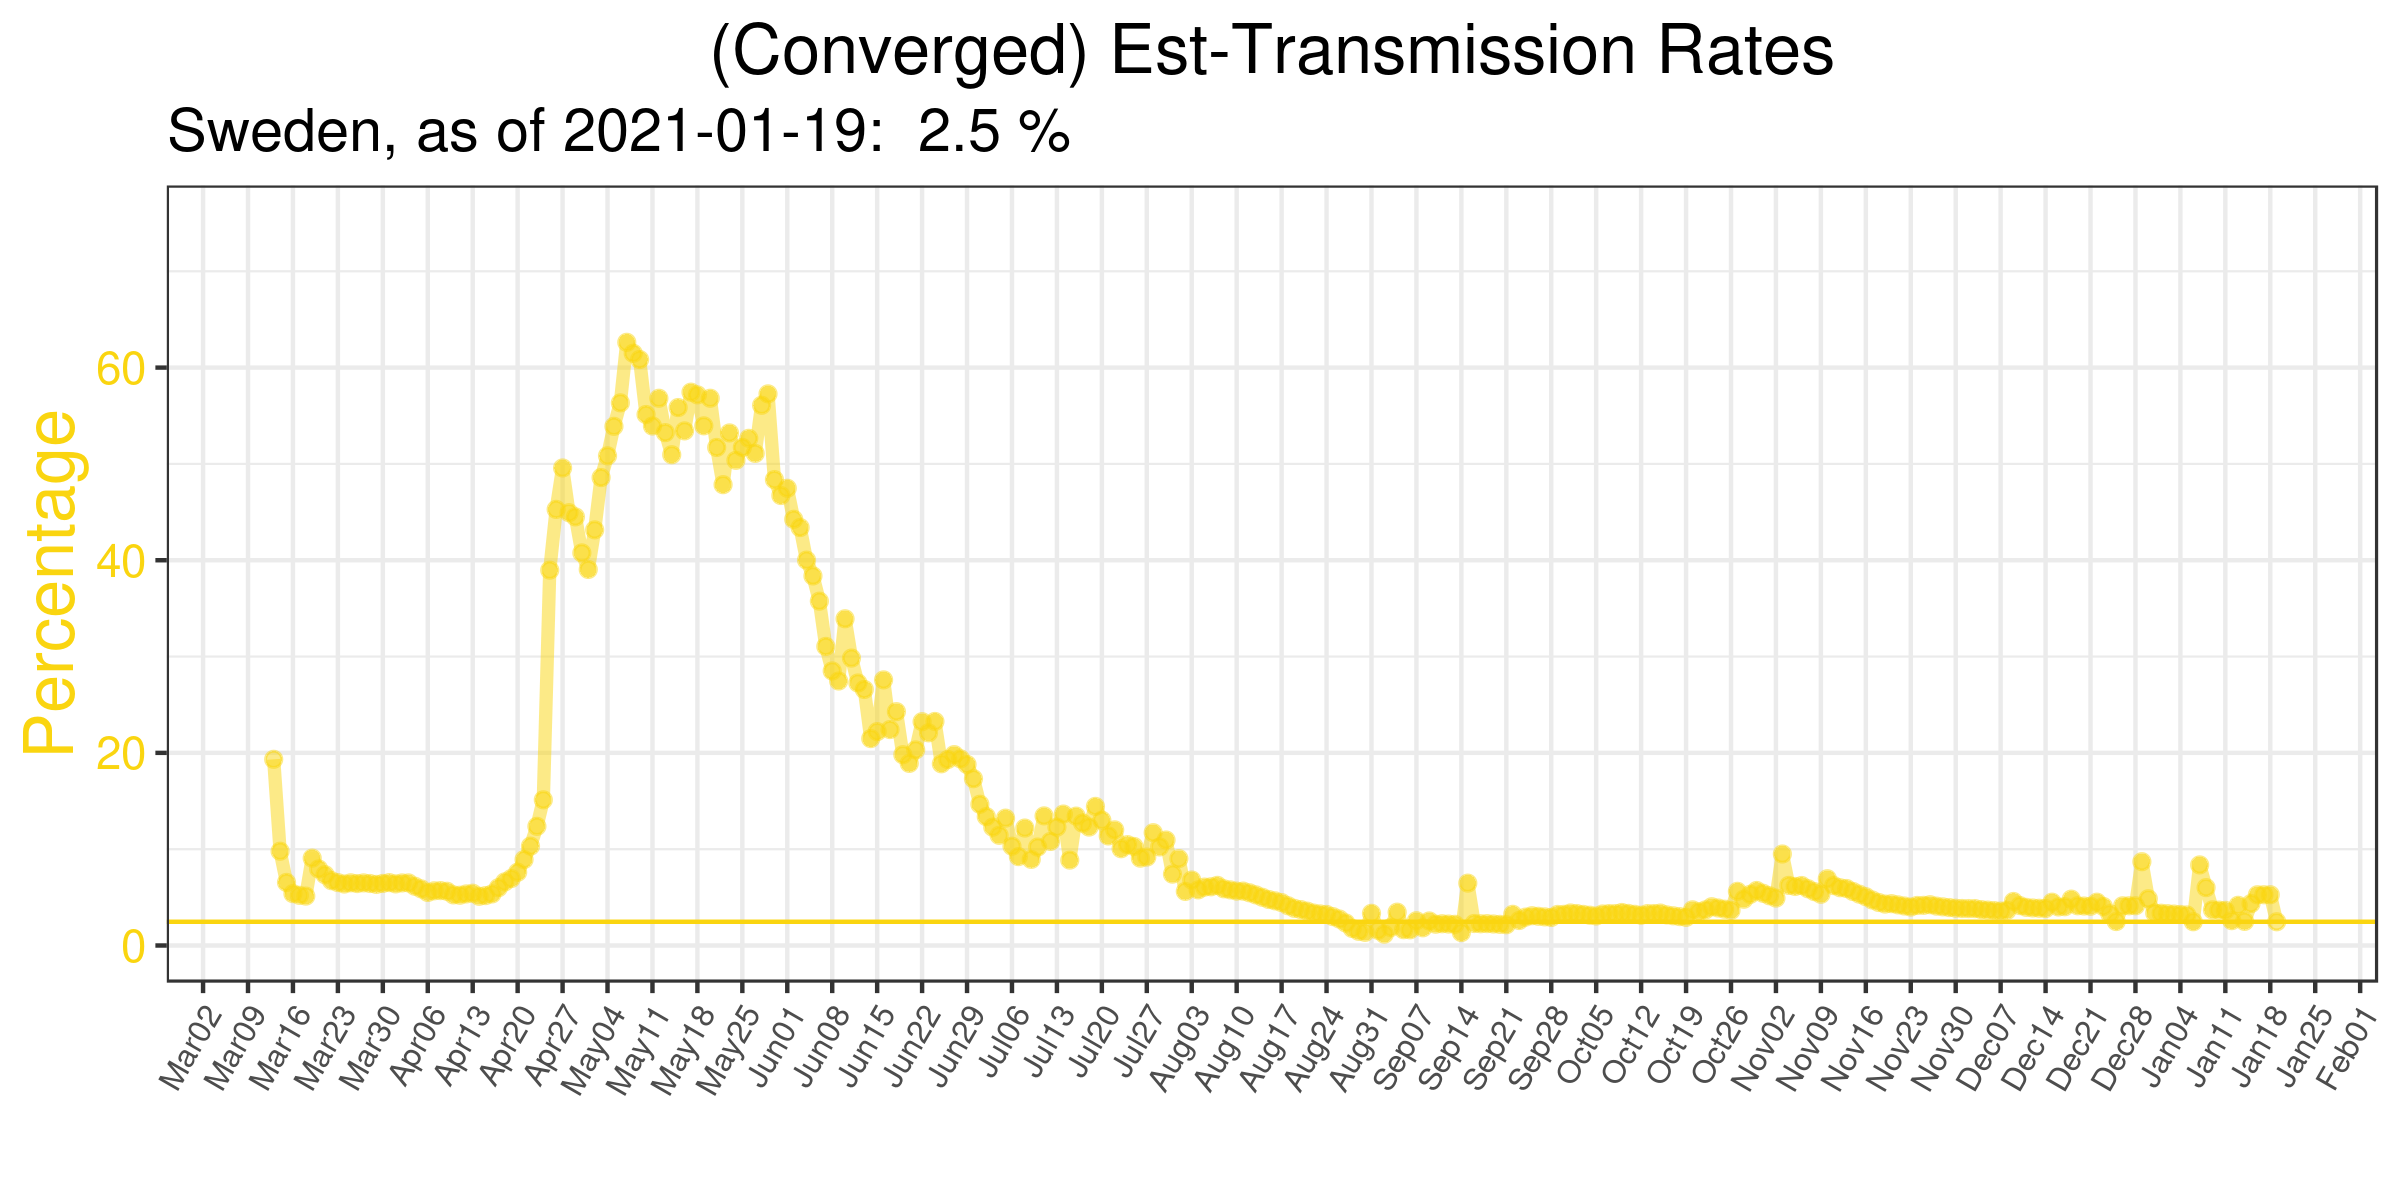 (Converged) Est-Transmission Rates
Sweden, as of 2021-01-19:  2.5 %
Percentage
60
40
20
0
Mar02
Mar09
Mar16
Mar23
Mar30
Apr06
Apr13
Apr20
Apr27
May04
May11
May18
May25
Jun01
Jun08
Jun15
Jun22
Jun29
Jul06
Jul13
Jul20
Jul27
Aug03
Aug10
Aug17
Aug24
Aug31
Sep07
Sep14
Sep21
Sep28
Oct05
Oct12
Oct19
Oct26
Nov02
Nov09
Nov16
Nov23
Nov30
Dec07
Dec14
Dec21
Dec28
Jan04
Jan11
Jan18
Jan25
Feb01